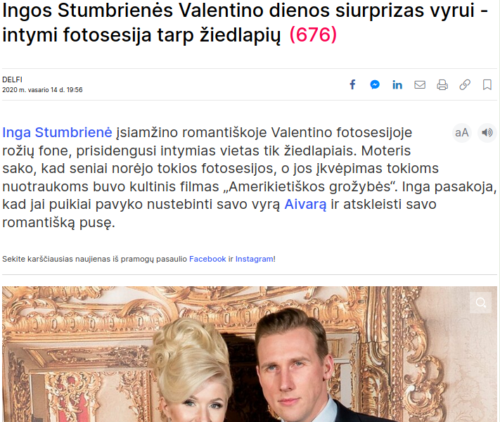 Ingos Stumbrienės Valentino dienos siurprizas vyrui -
intymi fotosesija tarp žiedlapių (676)
DELFI
2020 m. vasario 14 d. 19:56
Inga Stumbrienė įsiamžino romantiškoje Valentino fotosesijoje
rožių fone, prisidengusi intymias vietas tik žiedlapiais. Moteris
sako, kad seniai norėjo tokios fotosesijos, o jos įkvėpimas tokioms
nuotraukoms buvo kultinis filmas „Amerikietiškos grožybės“. Inga pasakoja,
kad jai puikiai pavyko nustebinti savo vyrą Aivarą ir atskleisti savo
romantišką pusę.
aA
Sekite karščiausias naujienas iš pramogų pasaulio Facebook ir Instagram!